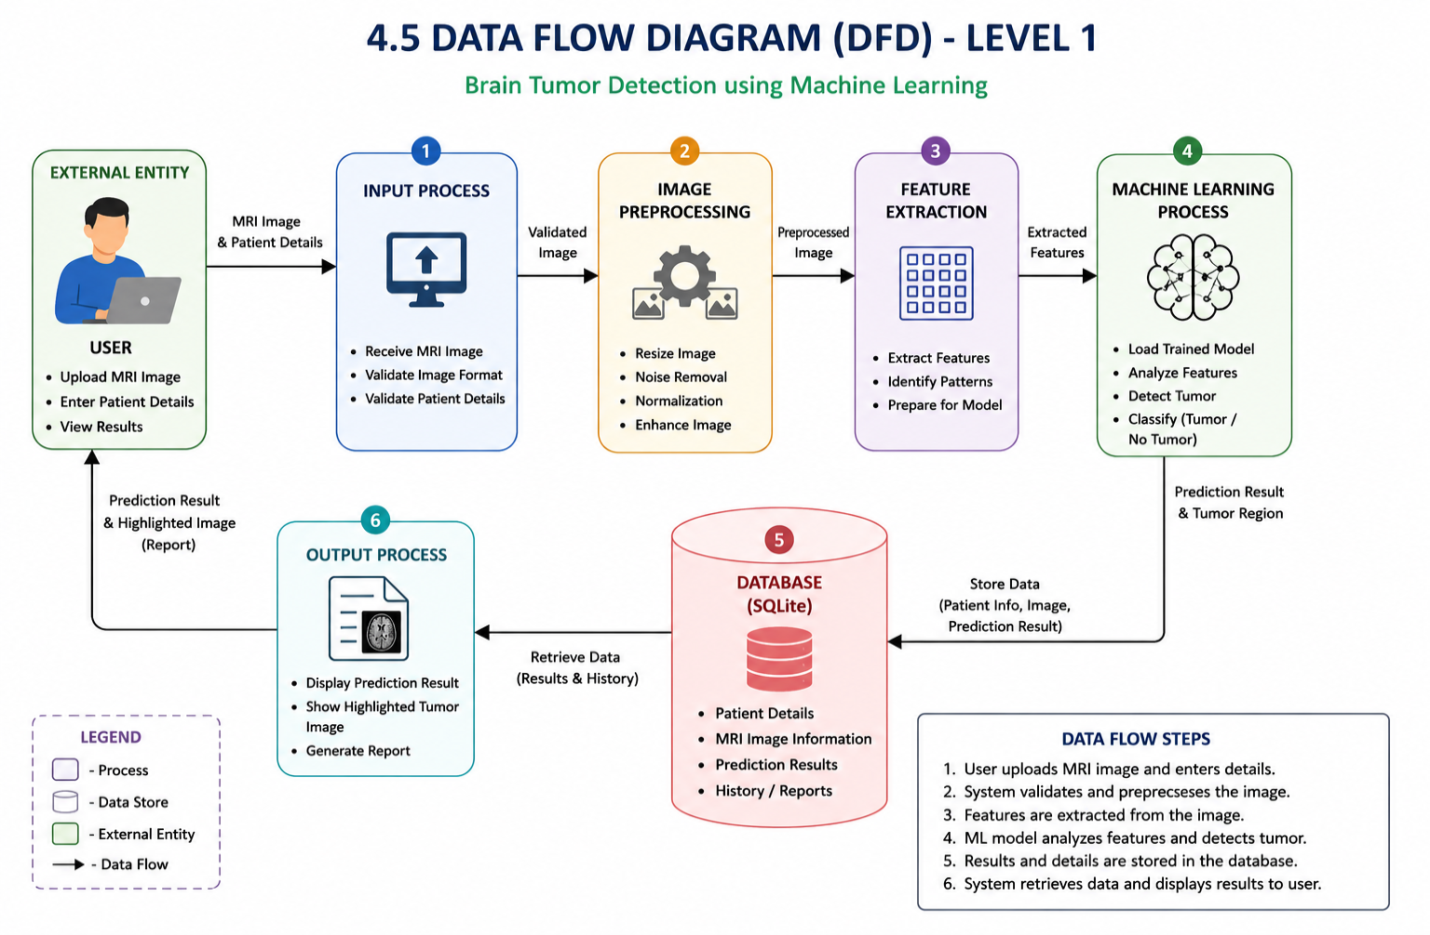 4.5 DATA FLOW DIAGRAM (DFD) - LEVEL 1
Brain Tumor Detection using Machine Learning
EXTERNAL ENTITY
USER
• Upload MRI Image
• Enter Patient Details
• View Results
MRI Image
& Patient Details
1
INPUT PROCESS
• Receive MRI Image
• Validate Image Format
• Validate Patient Details
Validated
Image
2
IMAGE
PREPROCESSING
• Resize Image
• Noise Removal
• Normalization
• Enhance Image
Preprocessed
Image
3
FEATURE
EXTRACTION
• Extract Features
• Identify Patterns
• Prepare for Model
Extracted
Features
4
MACHINE LEARNING
PROCESS
• Load Trained Model
• Analyze Features
• Detect Tumor
• Classify (Tumor /
No Tumor)
Prediction Result
& Tumor Region
Store Data
(Patient Info, Image,
Prediction Result)
5
DATABASE
(SQLite)
• Patient Details
• MRI Image Information
• Prediction Results
• History / Reports
Retrieve Data
(Results & History)
6
OUTPUT PROCESS
• Display Prediction Result
• Show Highlighted Tumor
Image
• Generate Report
Prediction Result
& Highlighted Image
(Report)
LEGEND
- Process
- Data Store
- External Entity
- Data Flow
DATA FLOW STEPS
1. User uploads MRI image and enters details.
2. System validates and preprecseses the image.
3. Features are extracted from the image.
4. ML model analyzes features and detects tumor.
5. Results and details are stored in the database.
6. System retrieves data and displays results to user.